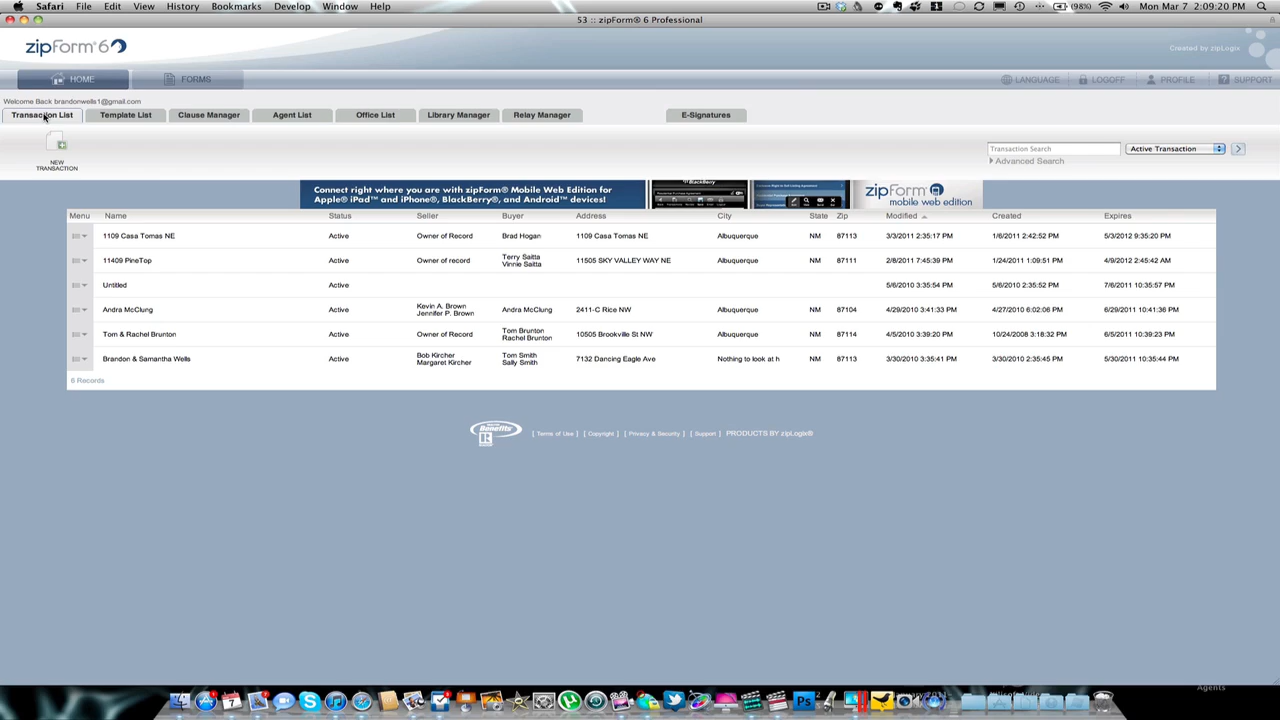 Safari File Edit View History Bookmarks Develop Window Help (98%) Mon Mar 7 2:09:20 PM
53 :: zipForm® 6 Professional
zipForm® 6
Created by zipLogix
HOME FORMS LANGUAGE LOGOFF PROFILE SUPPORT
Welcome Back brandonwells1@gmail.com
Transaction List Template List Clause Manager Agent List Office List Library Manager Relay Manager E-Signatures
NEW
TRANSACTION
Transaction Search Active Transaction
Advanced Search
Connect right where you are with zipForm® Mobile Web Edition for
Apple® iPad™ and iPhone®, BlackBerry®, and Android™ devices!
BlackBerry
zipForm
mobile web edition
Menu Name Status Seller Buyer Address City State Zip Modified Created Expires
1109 Casa Tomas NE Active Owner of Record Brad Hogan 1109 Casa Tomas NE Albuquerque NM 87113 3/3/2011 2:35:17 PM 1/6/2011 2:42:52 PM 5/3/2012 9:35:20 PM
11409 PineTop Active Owner of record Terry Saitta Vinnie Saitta 11505 SKY VALLEY WAY NE Albuquerque NM 87111 2/8/2011 7:45:39 PM 1/24/2011 1:09:51 PM 4/9/2012 2:45:42 AM
Untitled Active 5/6/2010 3:35:54 PM 5/6/2010 2:35:52 PM 7/6/2011 10:35:57 PM
Andra McClung Active Kevin A. Brown Jennifer P. Brown Andra McClung 2411-C Rice NW Albuquerque NM 87104 4/29/2010 3:41:33 PM 4/27/2010 6:02:06 PM 6/29/2011 10:41:36 PM
Tom & Rachel Brunton Active Owner of Record Tom Brunton Rachel Brunton 10505 Brookville St NW Albuquerque NM 87114 4/5/2010 3:39:20 PM 10/24/2008 3:18:32 PM 6/5/2011 10:39:23 PM
Brandon & Samantha Wells Active Bob Kircher Margaret Kircher Tom Smith Sally Smith 7132 Dancing Eagle Ave Nothing to look at h NM 87113 3/30/2010 3:35:41 PM 3/30/2010 2:35:45 PM 5/30/2011 10:35:44 PM
6 Records
Benefits
[ Terms of Use ] [ Copyright ] [ Privacy & Security ] [ Support ] PRODUCTS BY zipLogix®
Agents